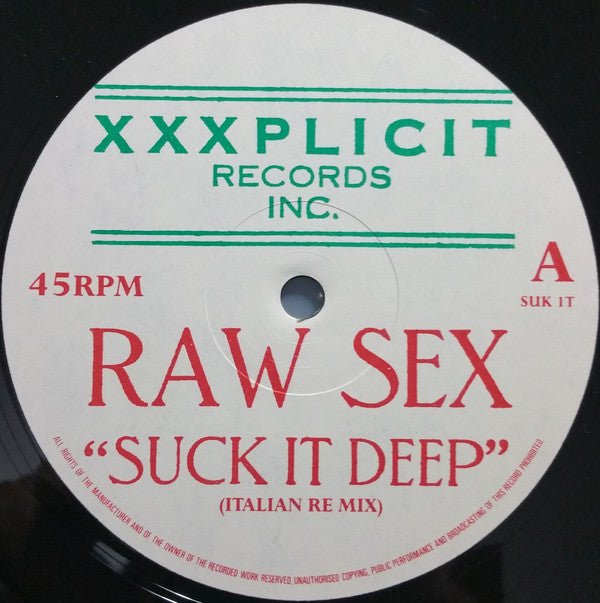 XXXPLICIT
RECORDS
INC.
45RPM
A
SUK 1T
RAW SEX
“SUCK IT DEEP”
(ITALIAN RE MIX)
ALL RIGHTS OF THE MANUFACTURER AND OF THE OWNER OF THE RECORDED WORK RESERVED. UNAUTHORISED COPYING, PUBLIC PERFORMANCE AND BROADCASTING OF THIS RECORD PROHIBITED.